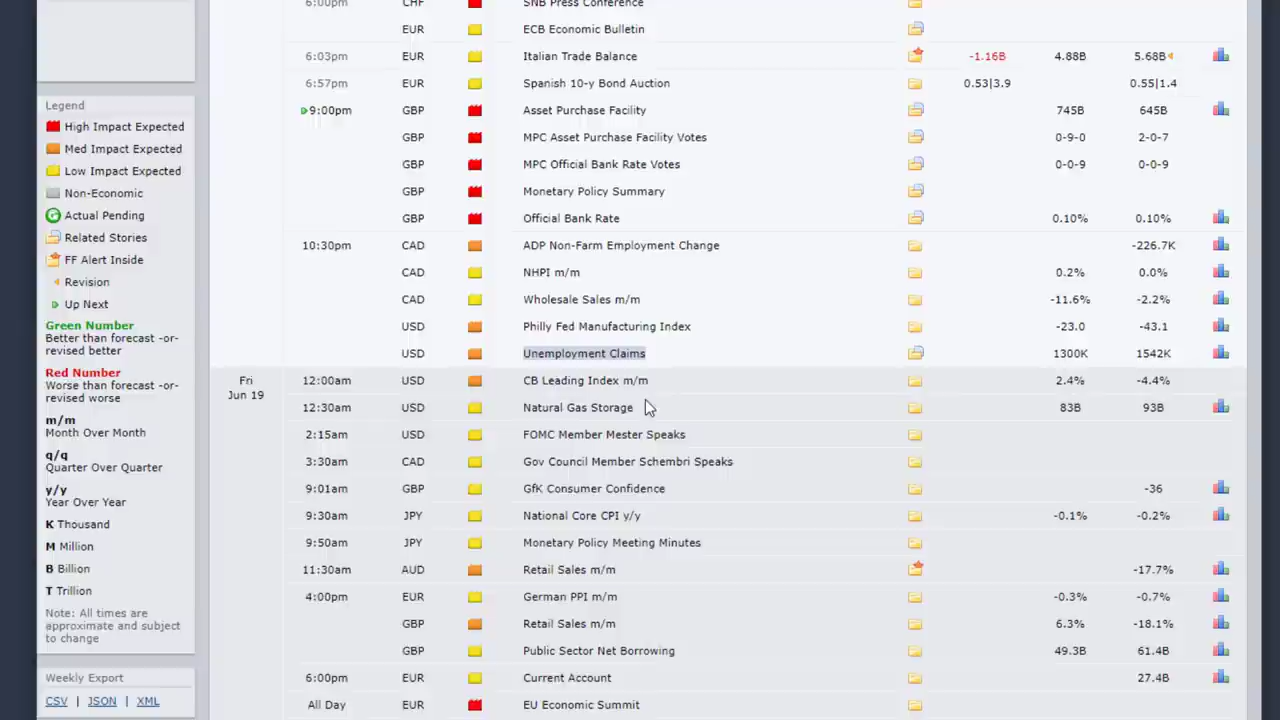 6:00pm CHF SNB Press Conference
EUR ECB Economic Bulletin
6:03pm EUR Italian Trade Balance -1.16B 4.88B 5.68B
6:57pm EUR Spanish 10-y Bond Auction 0.53|3.9 0.55|1.4
9:00pm GBP Asset Purchase Facility 745B 645B
GBP MPC Asset Purchase Facility Votes 0-9-0 2-0-7
GBP MPC Official Bank Rate Votes 0-0-9 0-0-9
GBP Monetary Policy Summary
GBP Official Bank Rate 0.10% 0.10%
10:30pm CAD ADP Non-Farm Employment Change -226.7K
CAD NHPI m/m 0.2% 0.0%
CAD Wholesale Sales m/m -11.6% -2.2%
USD Philly Fed Manufacturing Index -23.0 -43.1
USD Unemployment Claims 1300K 1542K
Fri
Jun 19
12:00am USD CB Leading Index m/m 2.4% -4.4%
12:30am USD Natural Gas Storage 83B 93B
2:15am USD FOMC Member Mester Speaks
3:30am CAD Gov Council Member Schembri Speaks
9:01am GBP GfK Consumer Confidence -36
9:30am JPY National Core CPI y/y -0.1% -0.2%
9:50am JPY Monetary Policy Meeting Minutes
11:30am AUD Retail Sales m/m -17.7%
4:00pm EUR German PPI m/m -0.3% -0.7%
GBP Retail Sales m/m 6.3% -18.1%
GBP Public Sector Net Borrowing 49.3B 61.4B
6:00pm EUR Current Account 27.4B
All Day EUR EU Economic Summit
Legend
High Impact Expected
Med Impact Expected
Low Impact Expected
Non-Economic
Actual Pending
Related Stories
FF Alert Inside
Revision
Up Next
Green Number
Better than forecast -or-
revised better
Red Number
Worse than forecast -or-
revised worse
m/m
Month Over Month
q/q
Quarter Over Quarter
y/y
Year Over Year
K Thousand
M Million
B Billion
T Trillion
Note: All times are
approximate and subject
to change
Weekly Export
CSV | JSON | XML